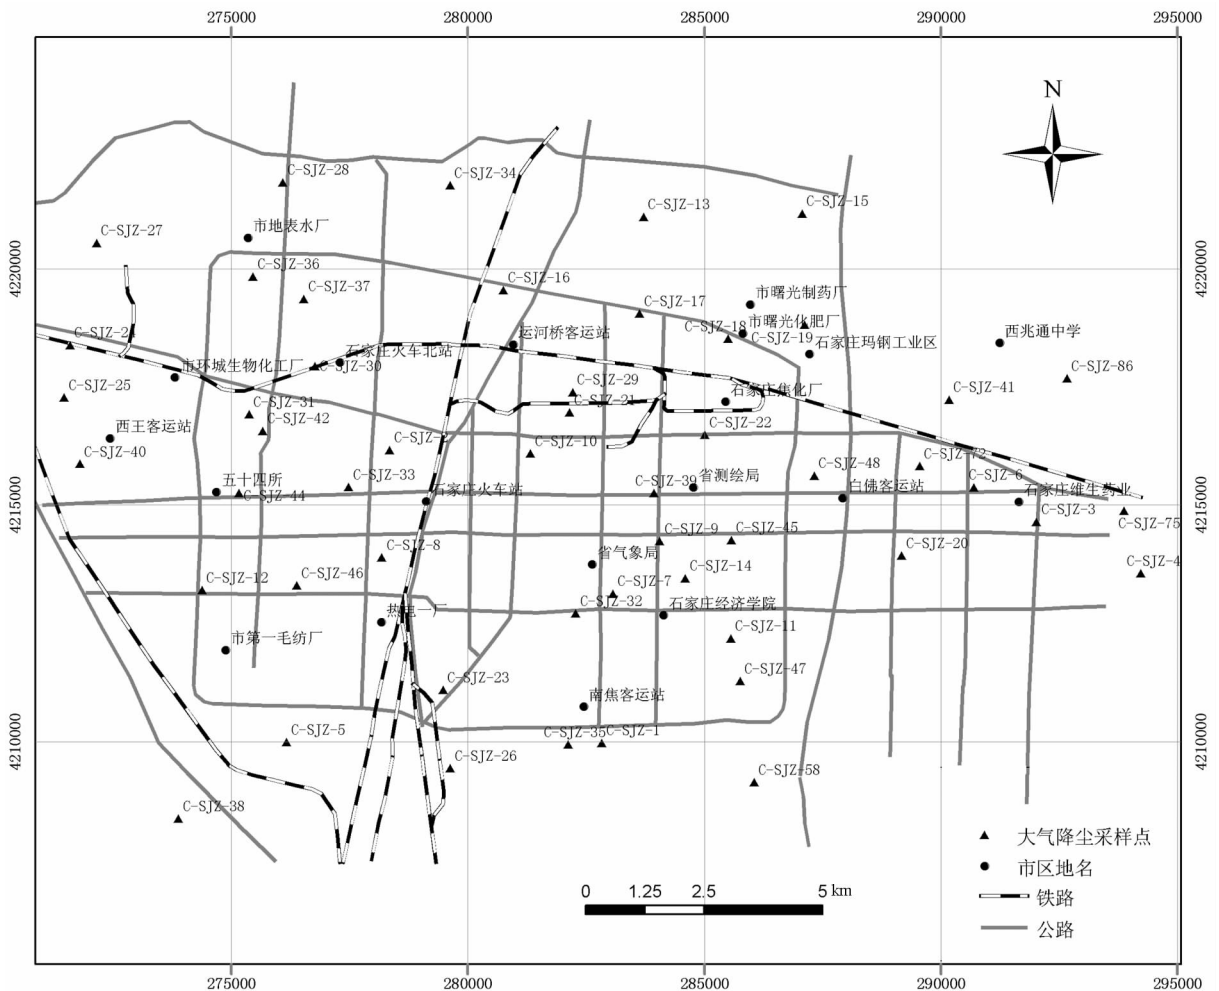 275000
280000
285000
290000
295000
N
C-SJZ-28
C-SJZ-34
C-SJZ-13
C-SJZ-15
市地表水厂
C-SJZ-27
C-SJZ-36
4220000
4220000
C-SJZ-16
C-SJZ-37
市曙光制药厂
C-SJZ-17
C-SJZ-18
市曙光化肥厂
西兆通中学
C-SJZ-24
运河桥客运站
C-SJZ-19
石家庄玛钢工业区
石家庄火车北站
市环城生物化工厂
C-SJZ-30
C-SJZ-86
C-SJZ-25
C-SJZ-29
石家庄焦化厂
C-SJZ-41
C-SJZ-31
C-SJZ-21
C-SJZ-42
西王客运站
C-SJZ-22
C-SJZ-
C-SJZ-10
C-SJZ-40
C-SJZ-72
五十四所
C-SJZ-33
省测绘局
C-SJZ-48
C-SJZ-6
C-SJZ-39
C-SJZ-44
石家庄火车站
白佛客运站
石家庄维生药业
4215000
4215000
C-SJZ-3
C-SJZ-75
C-SJZ-9
C-SJZ-45
C-SJZ-8
省气象局
C-SJZ-20
C-SJZ-4
C-SJZ-12
C-SJZ-46
C-SJZ-7
C-SJZ-14
热电一厂
C-SJZ-32
石家庄经济学院
市第一毛纺厂
C-SJZ-11
C-SJZ-23
C-SJZ-47
南焦客运站
C-SJZ-5
C-SJZ-35
C-SJZ-1
4210000
4210000
C-SJZ-26
C-SJZ-58
C-SJZ-38
大气降尘采样点
市区地名
铁路
公路
0 1.25 2.5 5 km
275000
280000
285000
290000
295000